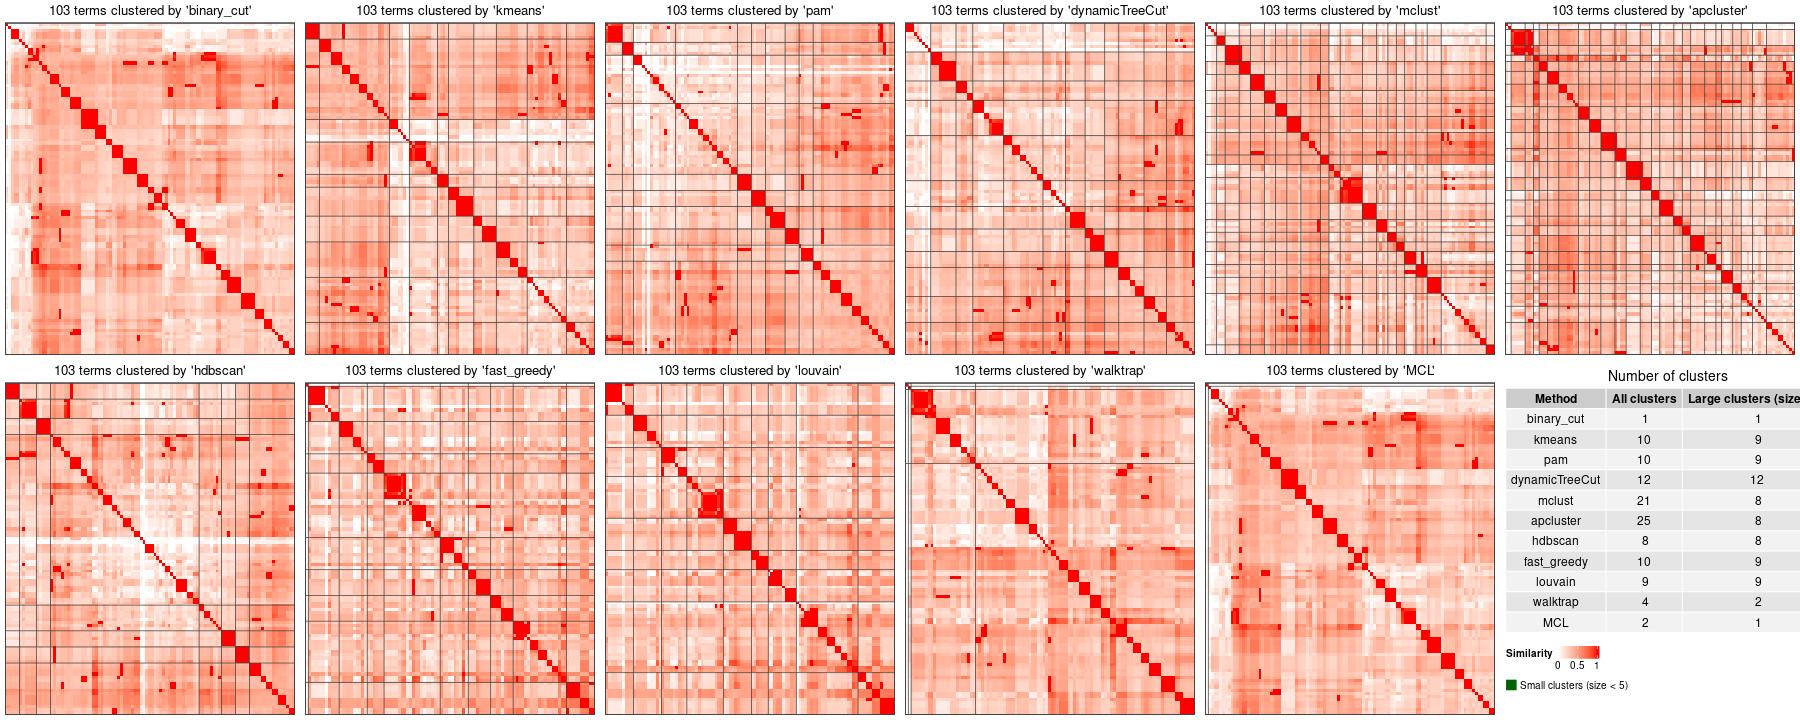 103 terms clustered by 'binary_cut'
103 terms clustered by 'kmeans'
103 terms clustered by 'pam'
103 terms clustered by 'dynamicTreeCut'
103 terms clustered by 'mclust'
103 terms clustered by 'apcluster'
103 terms clustered by 'hdbscan'
103 terms clustered by 'fast_greedy'
103 terms clustered by 'louvain'
103 terms clustered by 'walktrap'
103 terms clustered by 'MCL'
Number of clusters
Method All clusters Large clusters (size
binary_cut 1 1
kmeans 10 9
pam 10 9
dynamicTreeCut 12 12
mclust 21 8
apcluster 25 8
hdbscan 8 8
fast_greedy 10 9
louvain 9 9
walktrap 4 2
MCL 2 1
Similarity
0 0.5 1
Small clusters (size < 5)